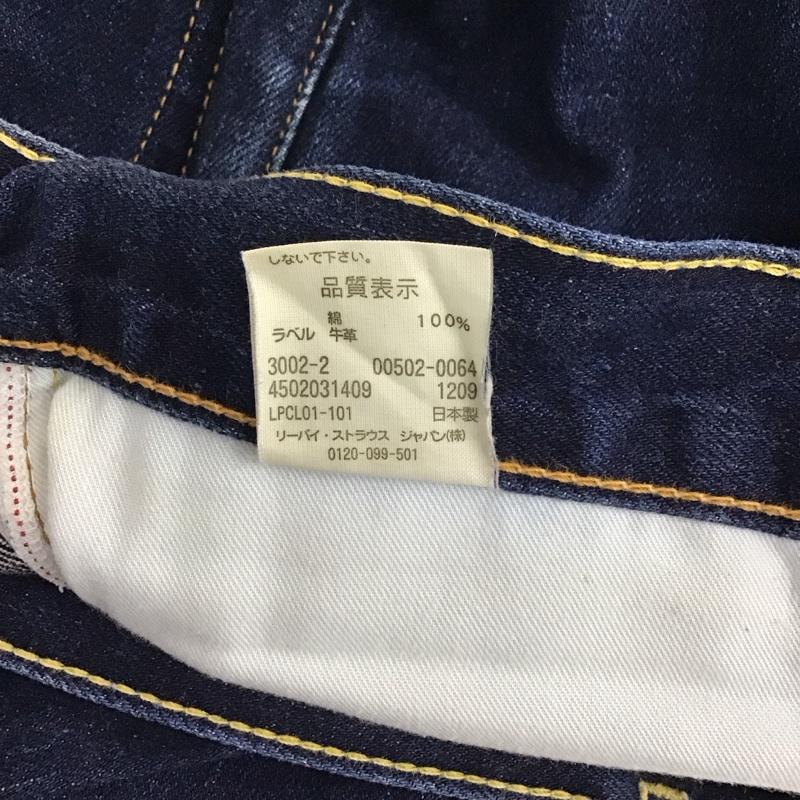 しないで下さい。
品質表示
綿 100%
ラベル 牛革
3002-2 00502-0064
4502031409 1209
LPCL01-101 日本製
リーバイ・ストラウス ジャパン(株)
0120-099-501